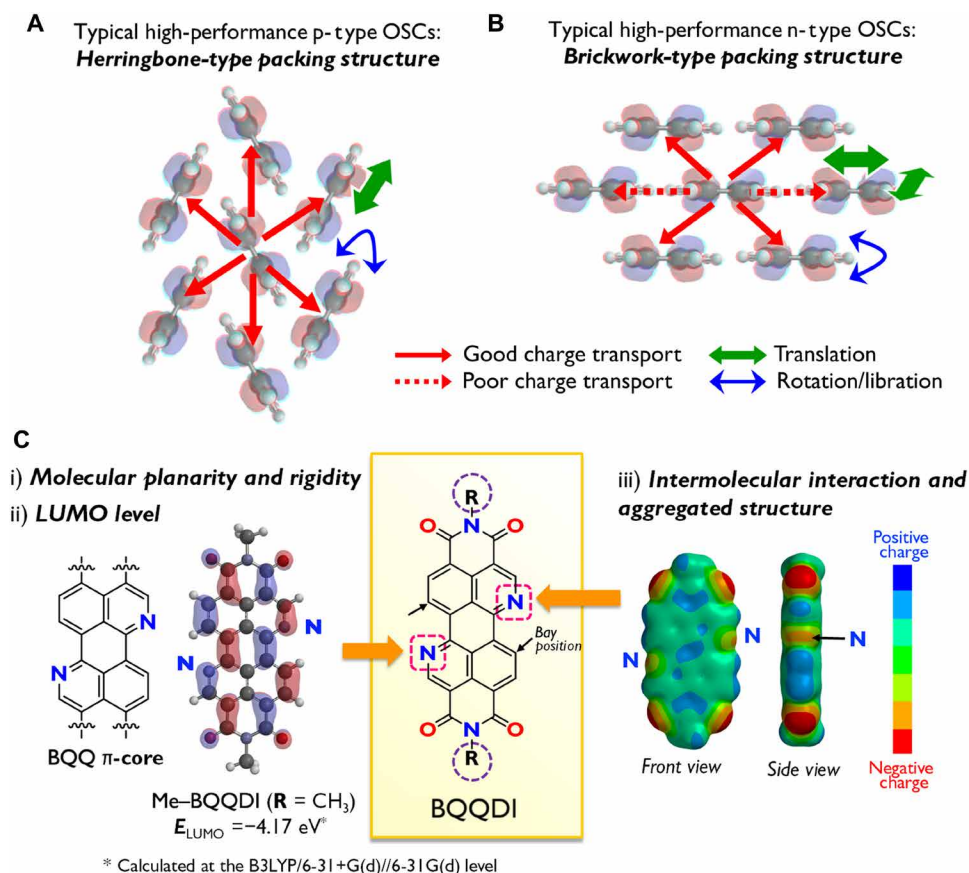 A
Typical high-performance p-type OSCs:
Herringbone-type packing structure
B
Typical high-performance n-type OSCs:
Brickwork-type packing structure
Good charge transport
Poor charge transport
Translation
Rotation/libration
C
i) Molecular planarity and rigidity
ii) LUMO level
N
N
BQQ π-core
N
N
Me–BQQDI (R = CH₃)
E_LUMO =−4.17 eV*
* Calculated at the B3LYP/6-31+G(d)//6-31G(d) level
R
O
N
O
N
N
Bay
position
O
N
O
R
BQQDI
iii) Intermolecular interaction and
aggregated structure
N
N
N
Front view
Side view
Positive
charge
Negative
charge